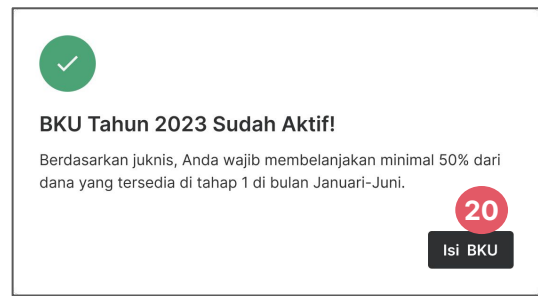 BKU Tahun 2023 Sudah Aktif!
Berdasarkan juknis, Anda wajib membelanjakan minimal 50% dari
dana yang tersedia di tahap 1 di bulan Januari-Juni.
20
Isi BKU